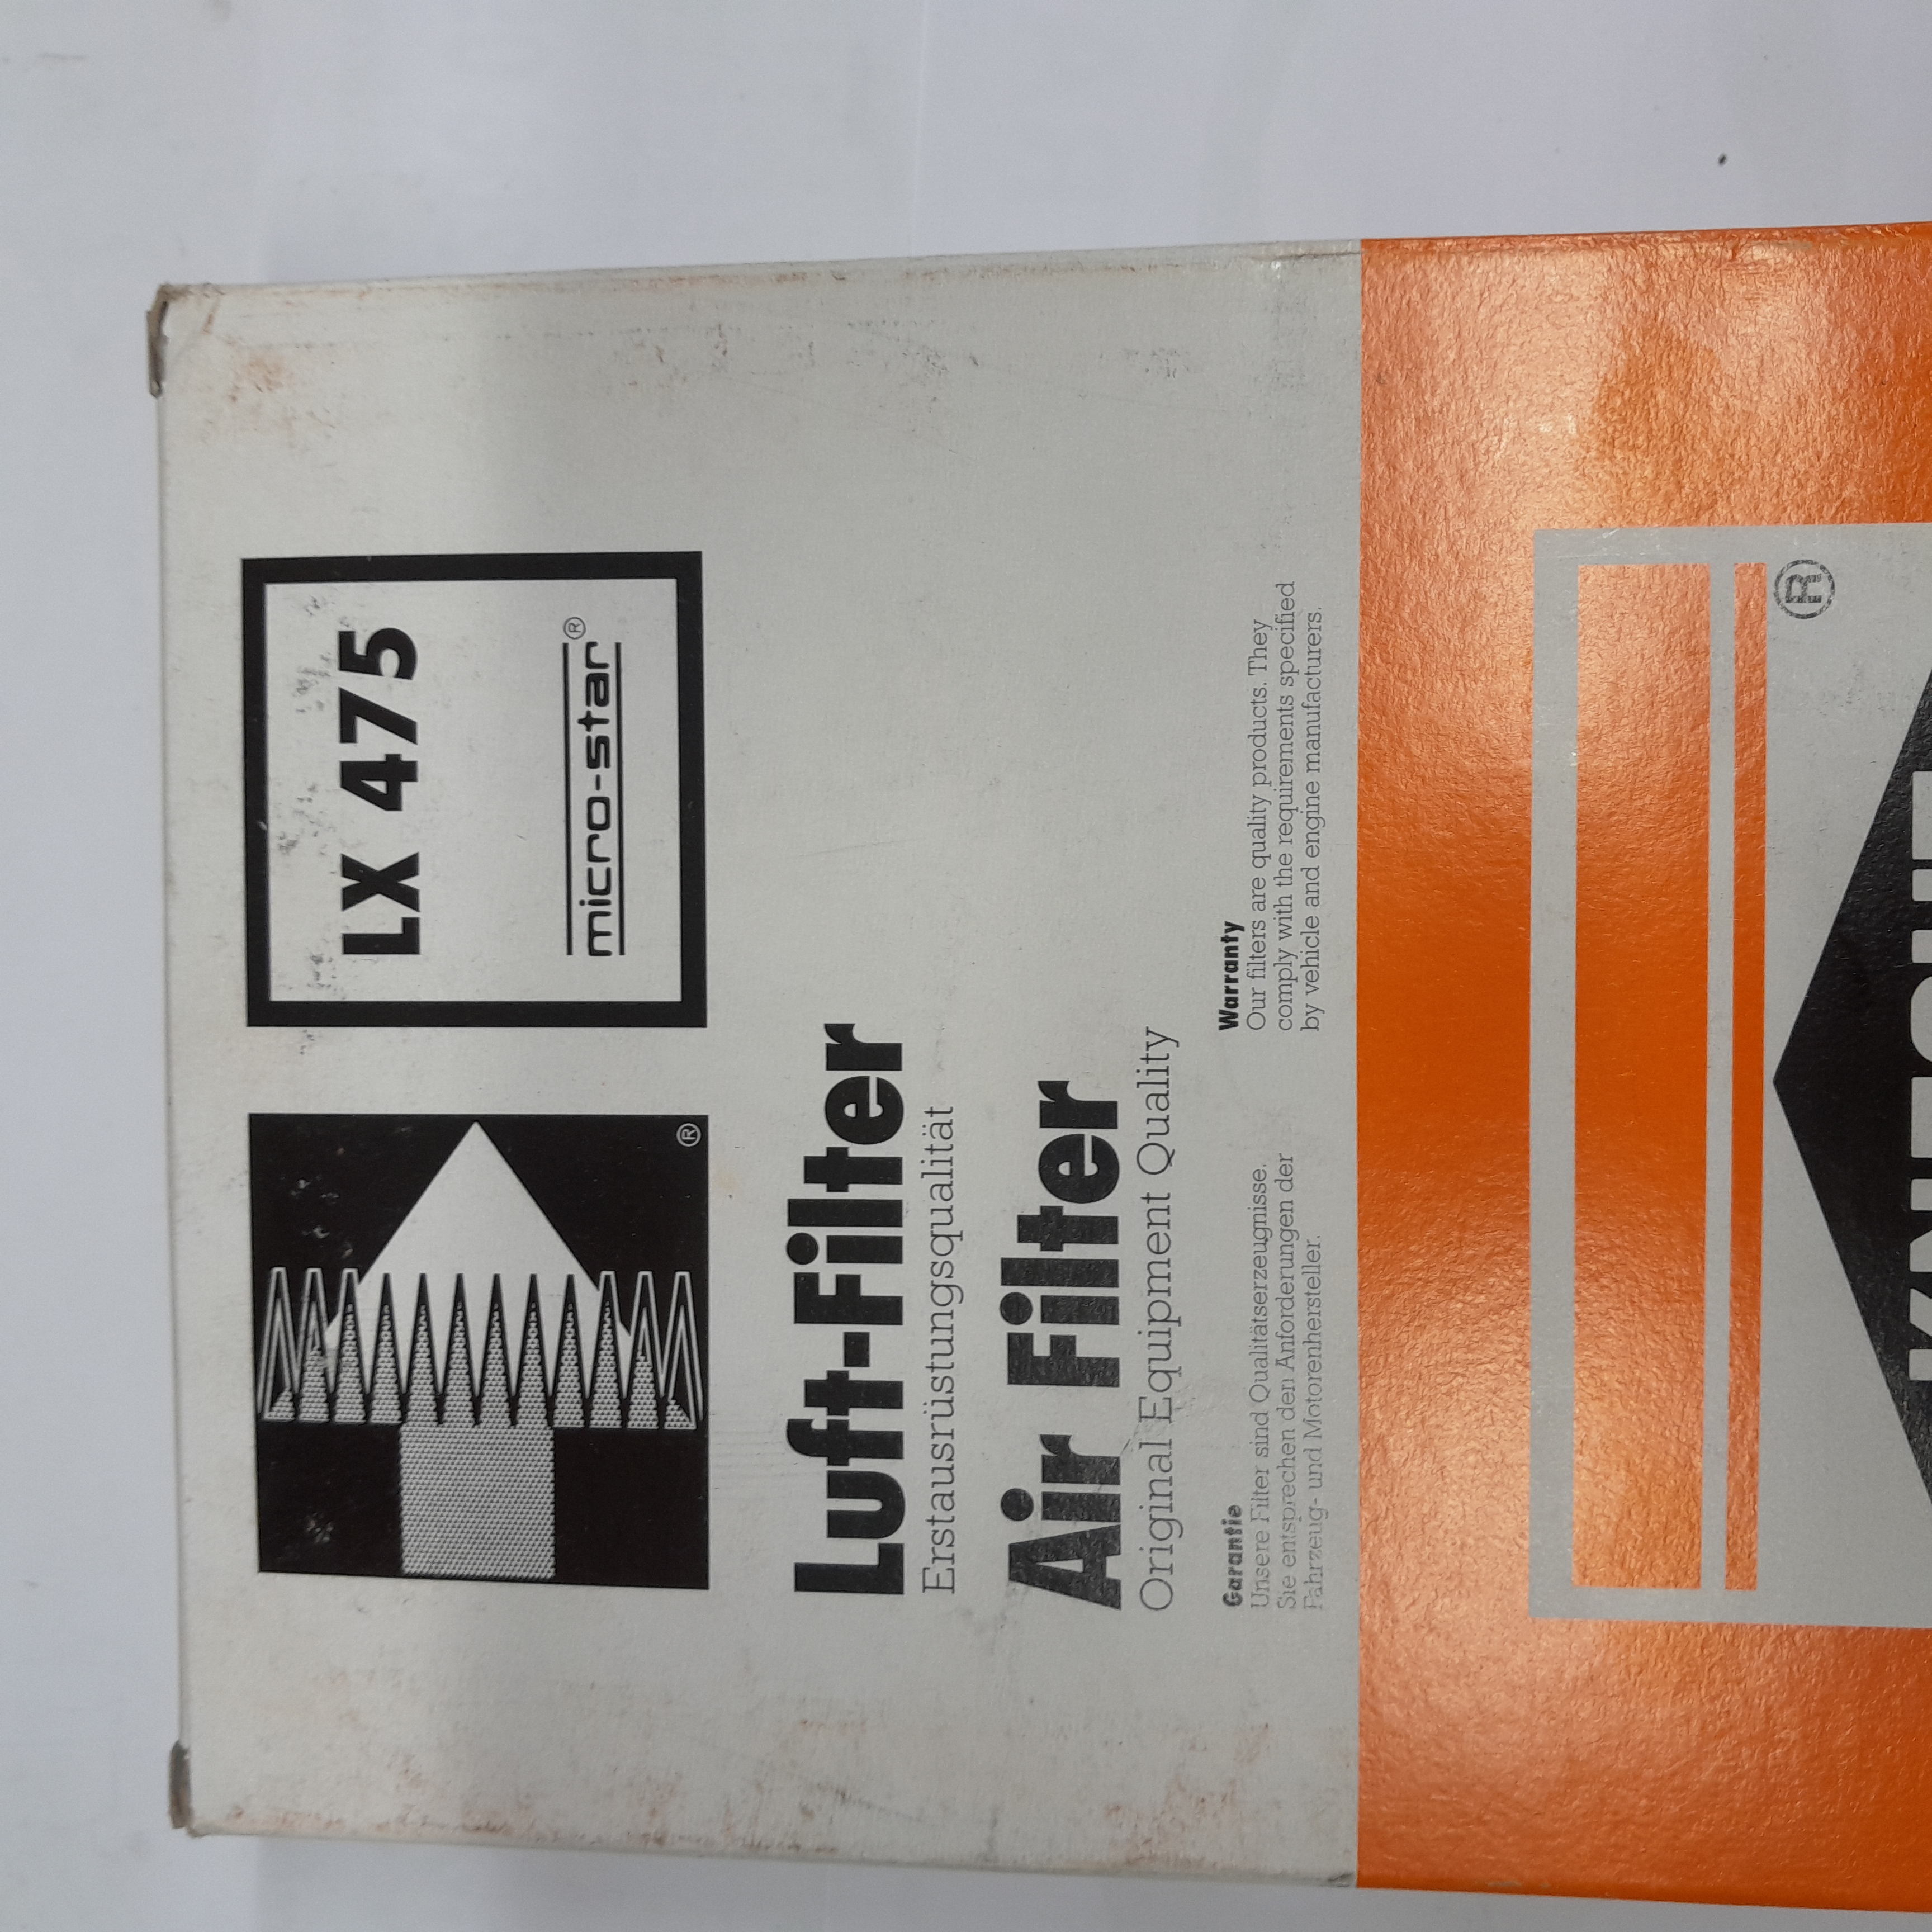 LX 475
micro-star®
®
Luft-Filter
Erstausrüstungsqualität
Air Filter
Original Equipment Quality
Garantie
Unsere Filter sind Qualitätserzeugnisse.
Sie entsprechen den Anforderungen der
Fahrzeug- und Motorenhersteller.
Warranty
Our filters are quality products. They
comply with the requirements specified
by vehicle and engine manufacturers.
®